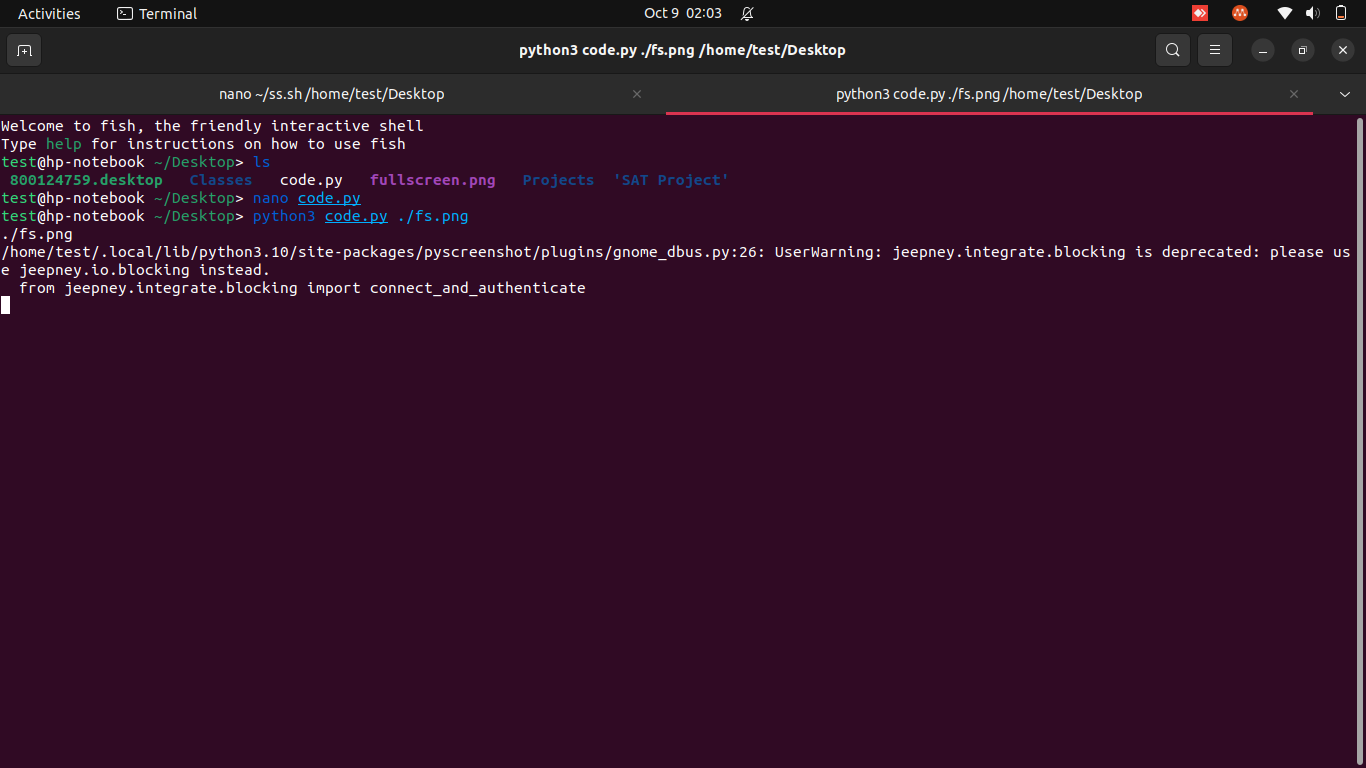 Activities Terminal Oct 9 02:03
python3 code.py ./fs.png /home/test/Desktop
nano ~/ss.sh /home/test/Desktop python3 code.py ./fs.png /home/test/Desktop
Welcome to fish, the friendly interactive shell
Type help for instructions on how to use fish
test@hp-notebook ~/Desktop> ls
800124759.desktop Classes code.py fullscreen.png Projects 'SAT Project'
test@hp-notebook ~/Desktop> nano code.py
test@hp-notebook ~/Desktop> python3 code.py ./fs.png
./fs.png
/home/test/.local/lib/python3.10/site-packages/pyscreenshot/plugins/gnome_dbus.py:26: UserWarning: jeepney.integrate.blocking is deprecated: please us
e jeepney.io.blocking instead.
  from jeepney.integrate.blocking import connect_and_authenticate